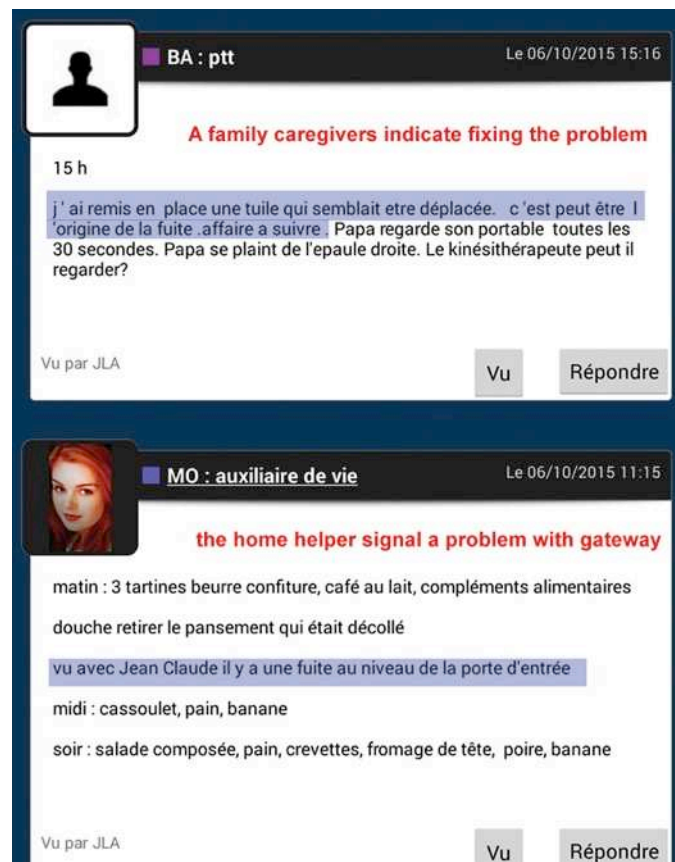 BA : ptt
Le 06/10/2015 15:16
A family caregivers indicate fixing the problem
15 h
j ' ai remis en place une tuile qui semblait etre déplacée. c 'est peut être l
'origine de la fuite .affaire a suivre . Papa regarde son portable toutes les
30 secondes. Papa se plaint de l'epaule droite. Le kinésithérapeute peut il
regarder?
Vu par JLA
Vu
Répondre
MO : auxiliaire de vie
Le 06/10/2015 11:15
the home helper signal a problem with gateway
matin : 3 tartines beurre confiture, café au lait, compléments alimentaires
douche retirer le pansement qui était décollé
vu avec Jean Claude il y a une fuite au niveau de la porte d'entrée
midi : cassoulet, pain, banane
soir : salade composée, pain, crevettes, fromage de tête, poire, banane
Vu par JLA
Vu
Répondre